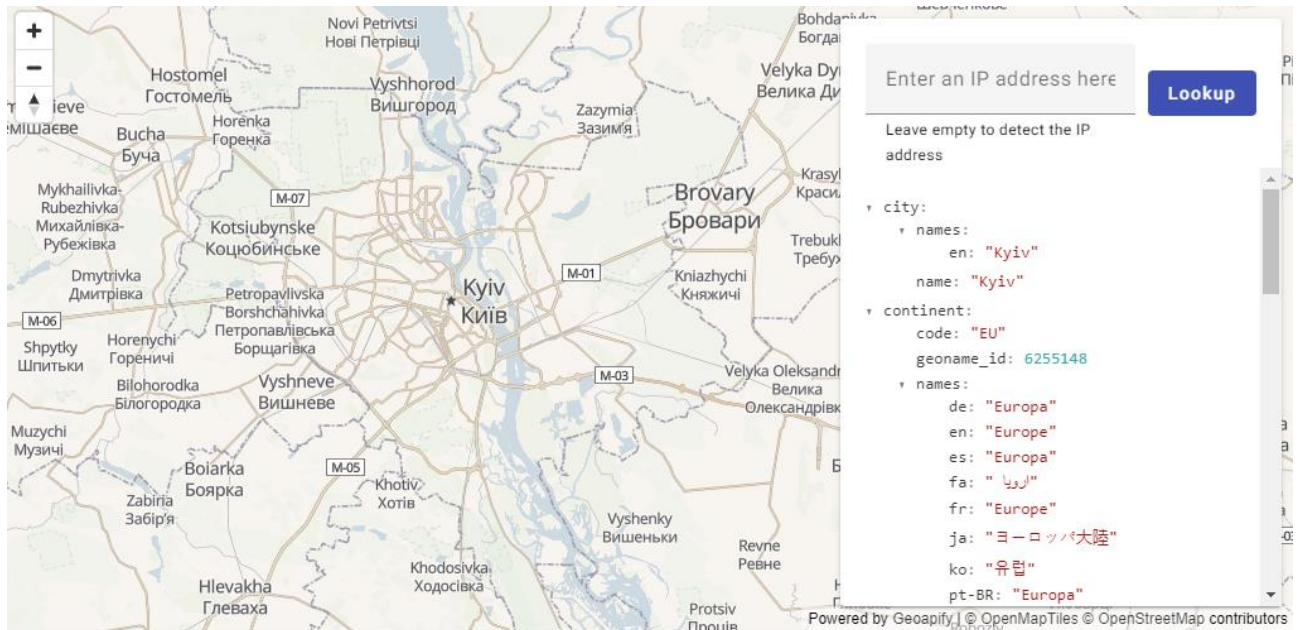 +
−
Novi Petrivtsi
Нові Петрівці
Hostomel
Гостомель
Vyshhorod
Вишгород
Zazymia
Зазим'я
Bucha
Буча
Horenka
Горенка
Mykhailivka-
Rubezhivka
Михайлівка-
Рубежівка
M-07
Kotsiubynske
Коцюбинське
Brovary
Бровари
Dmytrivka
Дмитрівка
Petropavlivska
Borshchahivka
Петропавлівська
Борщагівка
Kyiv
Київ
M-01
Kniazhychi
Княжичі
M-06
Shpytky
Шпитьки
Horenychi
Гореничі
Bilohorodka
Білогородка
Vyshneve
Вишневе
M-03
Velyka Oleksandr
Велика
Олександрівк
Muzychi
Музичі
Boiarka
Боярка
M-05
Khotiv
Хотів
Zabiria
Забір'я
Vyshenky
Вишеньки
Revne
Ревне
Hlevakha
Глеваха
Khodosivka
Ходосівка
Protsiv
Проців
Enter an IP address here
Lookup
Leave empty to detect the IP
address
city:
names:
en: "Kyiv"
name: "Kyiv"
continent:
code: "EU"
geoname_id: 6255148
names:
de: "Europa"
en: "Europe"
es: "Europa"
fa: "اروپا"
fr: "Europe"
ja: "ヨーロッパ大陸"
ko: "유럽"
pt-BR: "Europa"
Powered by Geoapify | © OpenMapTiles © OpenStreetMap contributors